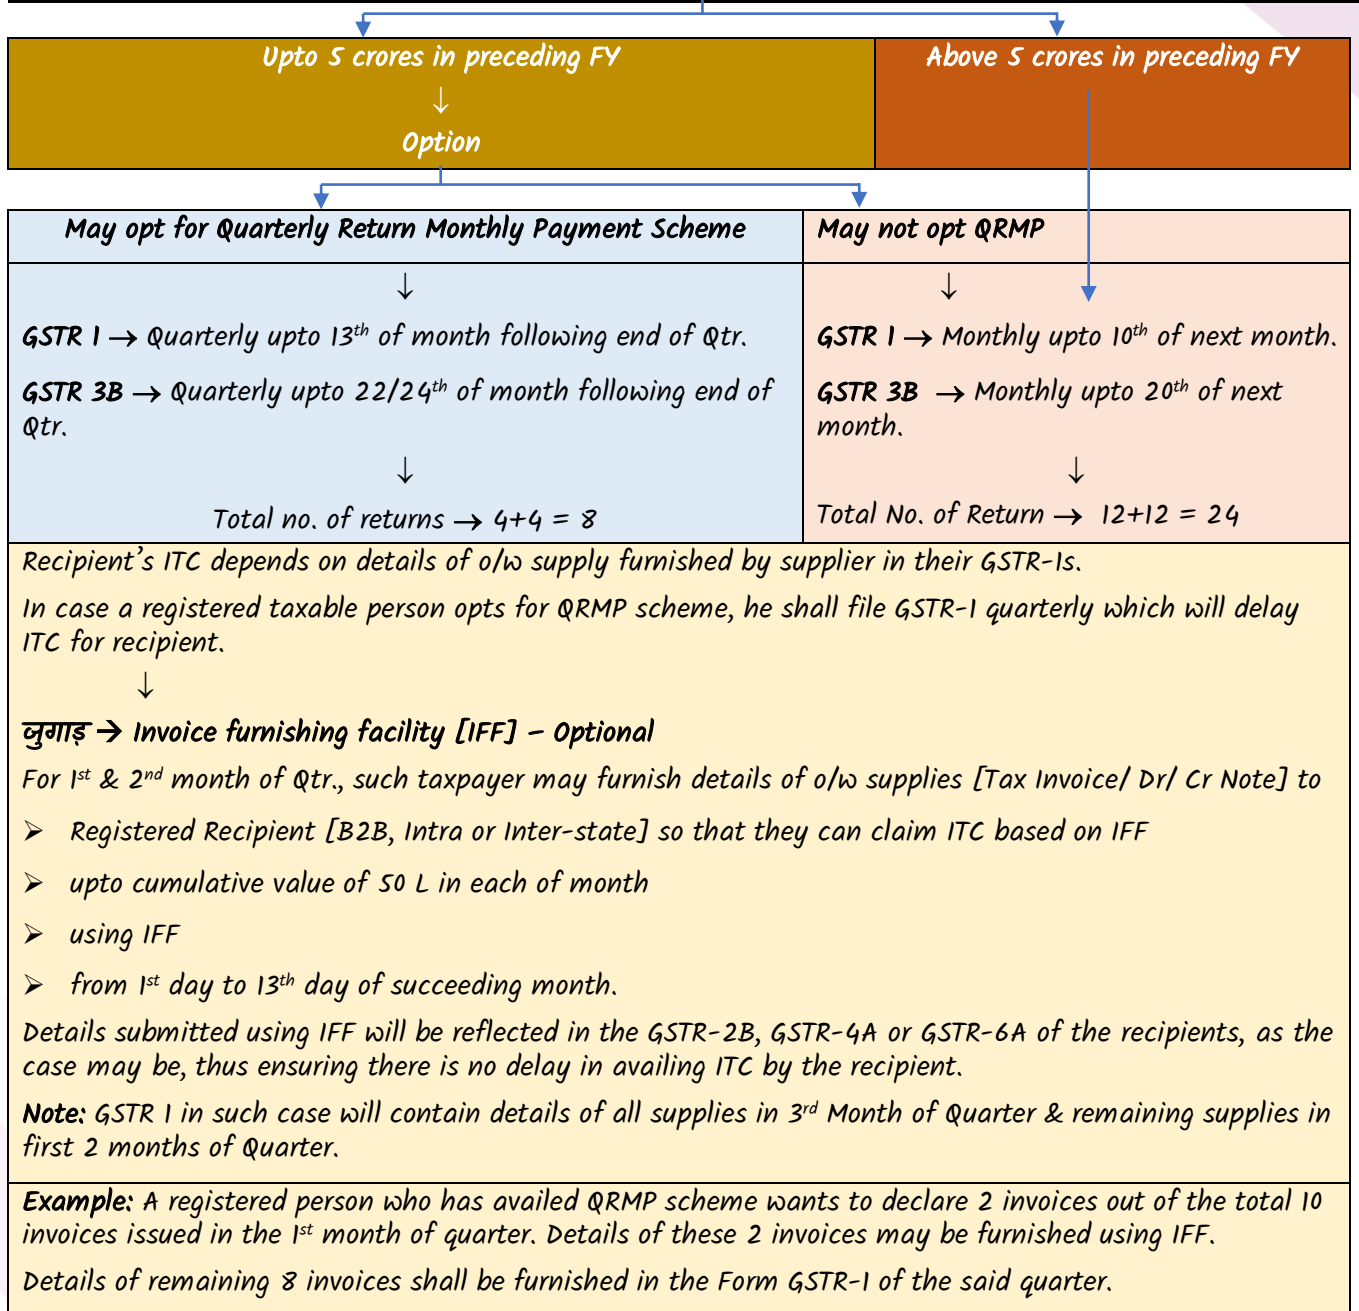 Upto 5 crores in preceding FY
↓
Option
Above 5 crores in preceding FY
May opt for Quarterly Return Monthly Payment Scheme
↓
GSTR 1 → Quarterly upto 13th of month following end of Qtr.
GSTR 3B → Quarterly upto 22/24th of month following end of
Qtr.
↓
Total no. of returns → 4+4 = 8
May not opt QRMP
↓
GSTR 1 → Monthly upto 10th of next month.
GSTR 3B → Monthly upto 20th of next
month.
↓
Total No. of Return → 12+12 = 24
Recipient's ITC depends on details of o/w supply furnished by supplier in their GSTR-1s.
In case a registered taxable person opts for QRMP scheme, he shall file GSTR-1 quarterly which will delay
ITC for recipient.
↓
जुगाड़ → Invoice furnishing facility [IFF] – Optional
For 1st & 2nd month of Qtr., such taxpayer may furnish details of o/w supplies [Tax Invoice/ Dr/ Cr Note] to
➢ Registered Recipient [B2B, Intra or Inter-state] so that they can claim ITC based on IFF
➢ upto cumulative value of 50 L in each of month
➢ using IFF
➢ from 1st day to 13th day of succeeding month.
Details submitted using IFF will be reflected in the GSTR-2B, GSTR-4A or GSTR-6A of the recipients, as the
case may be, thus ensuring there is no delay in availing ITC by the recipient.
Note: GSTR 1 in such case will contain details of all supplies in 3rd Month of Quarter & remaining supplies in
first 2 months of Quarter.
Example: A registered person who has availed QRMP scheme wants to declare 2 invoices out of the total 10
invoices issued in the 1st month of quarter. Details of these 2 invoices may be furnished using IFF.
Details of remaining 8 invoices shall be furnished in the Form GSTR-1 of the said quarter.